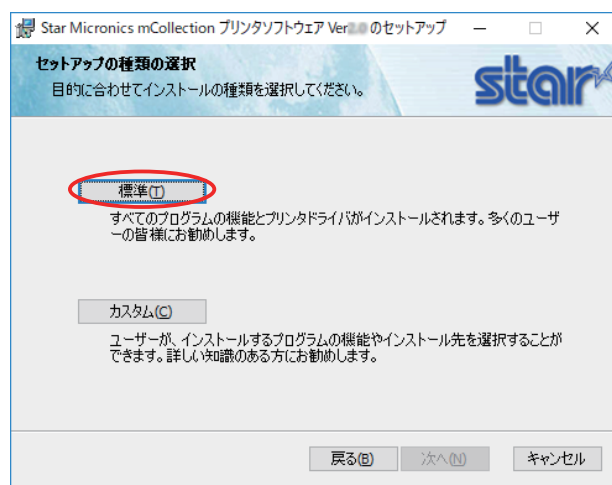 Star Micronics mCollection プリンタソフトウェア Ver のセットアップ
セットアップの種類の選択
目的に合わせてインストールの種類を選択してください。
star
標準(T)
すべてのプログラムの機能とプリンタドライバがインストールされます。多くのユーザ
ーの皆様にお勧めします。
カスタム(C)
ユーザーが、インストールするプログラムの機能やインストール先を選択することが
できます。詳しい知識のある方にお勧めします。
戻る(B) 次へ(N) キャンセル